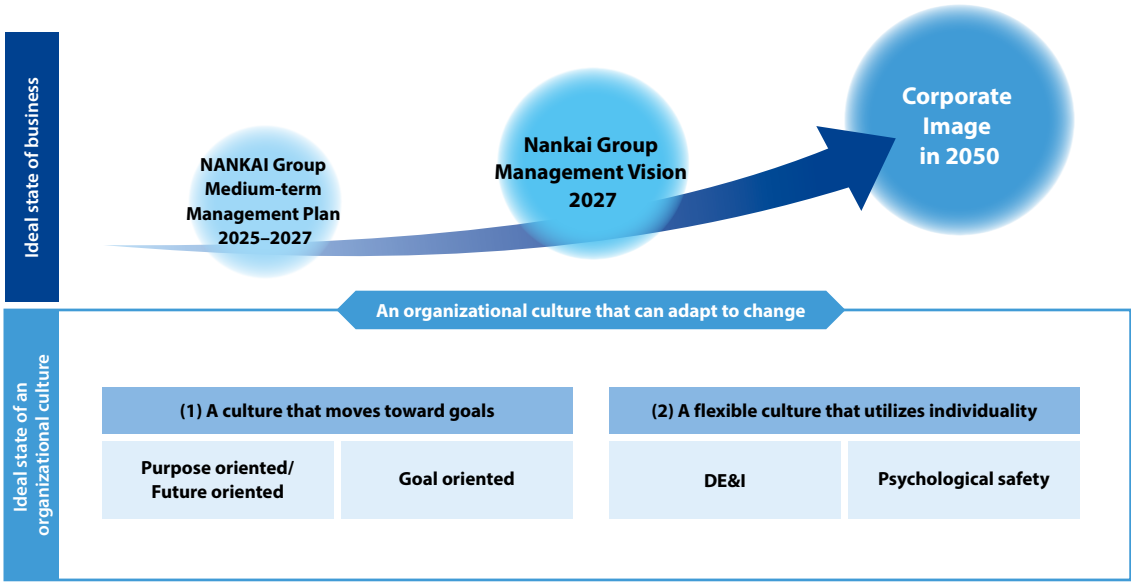 Ideal state of business
NANKAI Group
Medium-term
Management Plan
2025–2027
Nankai Group
Management Vision
2027
Corporate
Image
in 2050
Ideal state of an
organizational culture
An organizational culture that can adapt to change
(1) A culture that moves toward goals
Purpose oriented/
Future oriented
Goal oriented
(2) A flexible culture that utilizes individuality
DE&I
Psychological safety